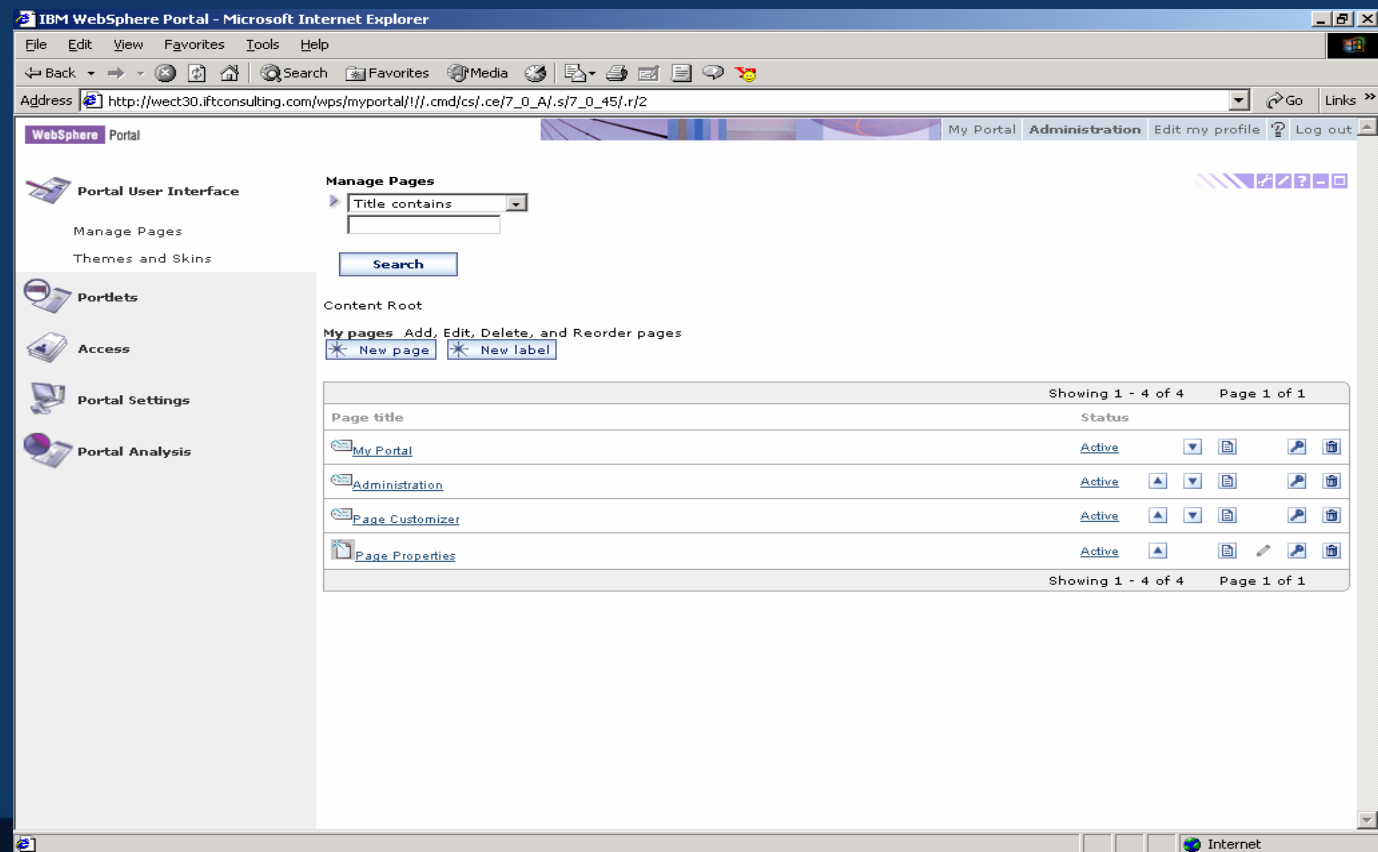 IBM WebSphere Portal - Microsoft Internet Explorer
File Edit View Favorites Tools Help
Back Search Favorites Media
Address http://wect30.iftconsulting.com/wps/myportal/!//.cmd/cs/.ce/7_0_A/.s/7_0_45/.r/2 Go Links »
WebSphere Portal My Portal Administration Edit my profile ? Log out
Portal User Interface
Manage Pages
Themes and Skins
Portlets
Access
Portal Settings
Portal Analysis
Manage Pages
Title contains
Search
Content Root
My pages Add, Edit, Delete, and Reorder pages
New page New label
Showing 1 - 4 of 4 Page 1 of 1
Page title Status
My Portal Active
Administration Active
Page Customizer Active
Page Properties Active
Showing 1 - 4 of 4 Page 1 of 1
Internet